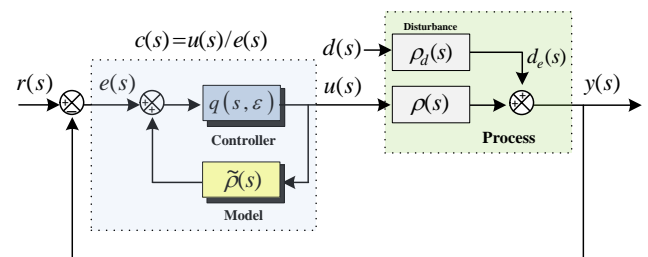 c(s)=u(s)/e(s)
Disturbance
d(s)
ρ_d(s)
d_e(s)
r(s)
e(s)
q(s,ε)
u(s)
ρ(s)
y(s)
Controller
Process
ρ̃(s)
Model